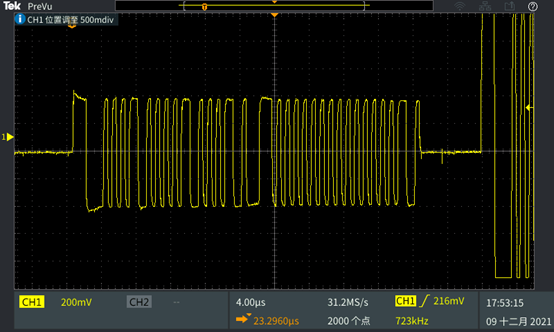 Tek PreVu
CH1 位置调至 500mdiv
1
CH1 200mV CH2 --
4.00μs 31.2MS/s CH1 216mV
23.2960μs 2000 个点 723kHz
17:53:15
09 十二月 2021